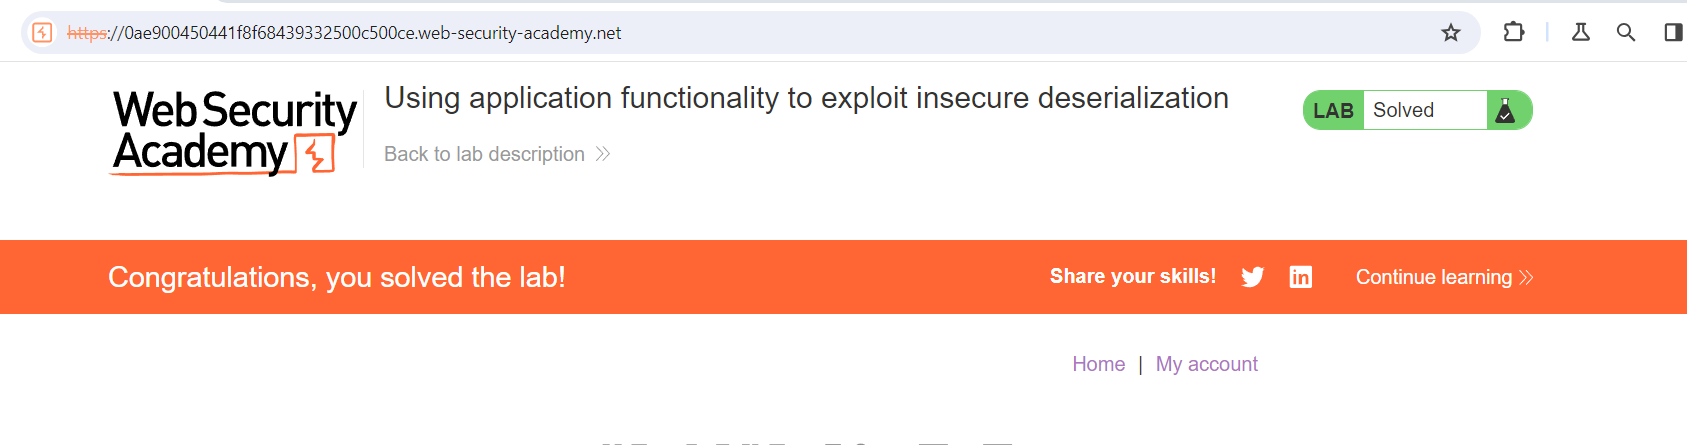 https://0ae900450441f8f68439332500c500ce.web-security-academy.net
Web Security
Academy
Using application functionality to exploit insecure deserialization
Back to lab description
LAB Solved
Congratulations, you solved the lab!
Share your skills!
in
Continue learning
Home | My account